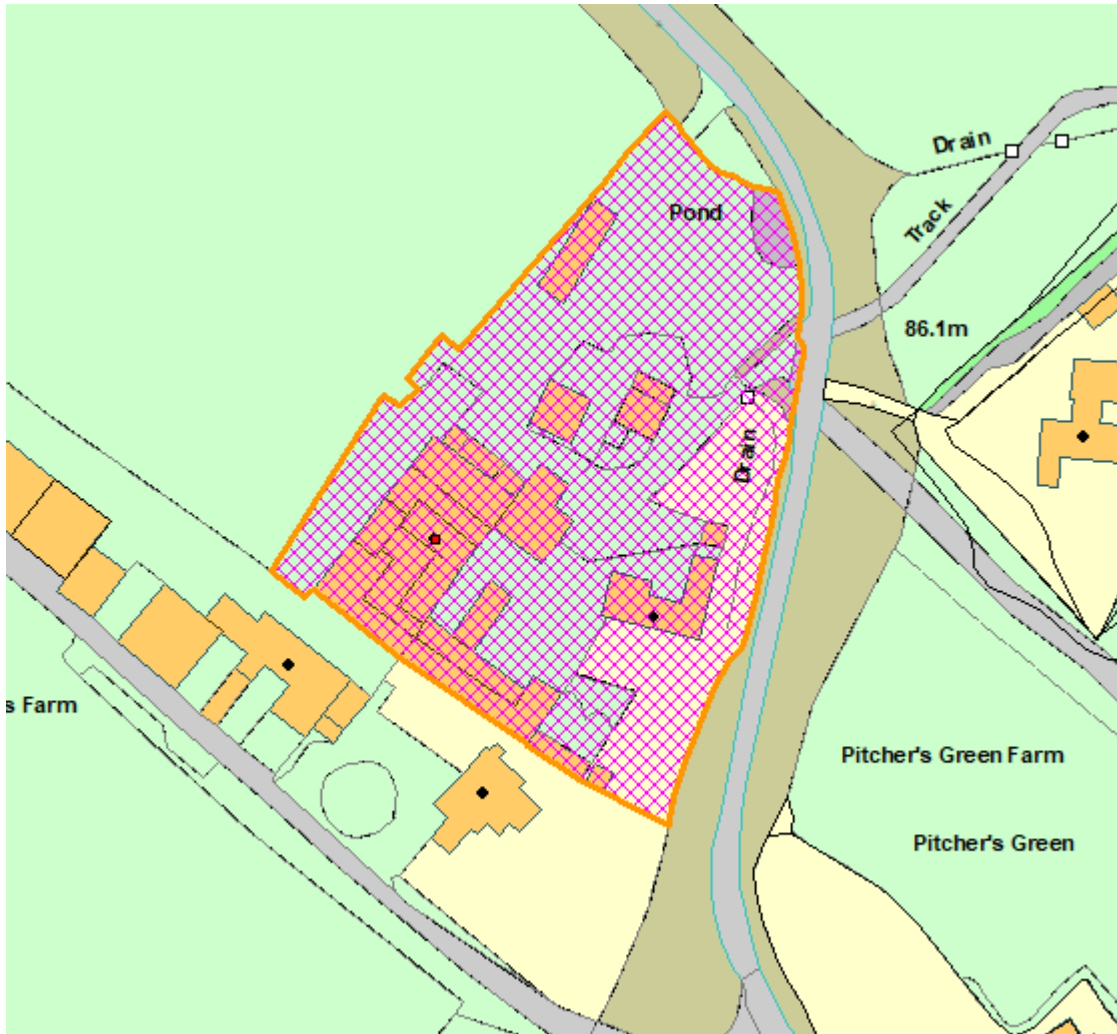 Drain
Pond
Track
86.1m
Drain
s Farm
Pitcher's Green Farm
Pitcher's Green